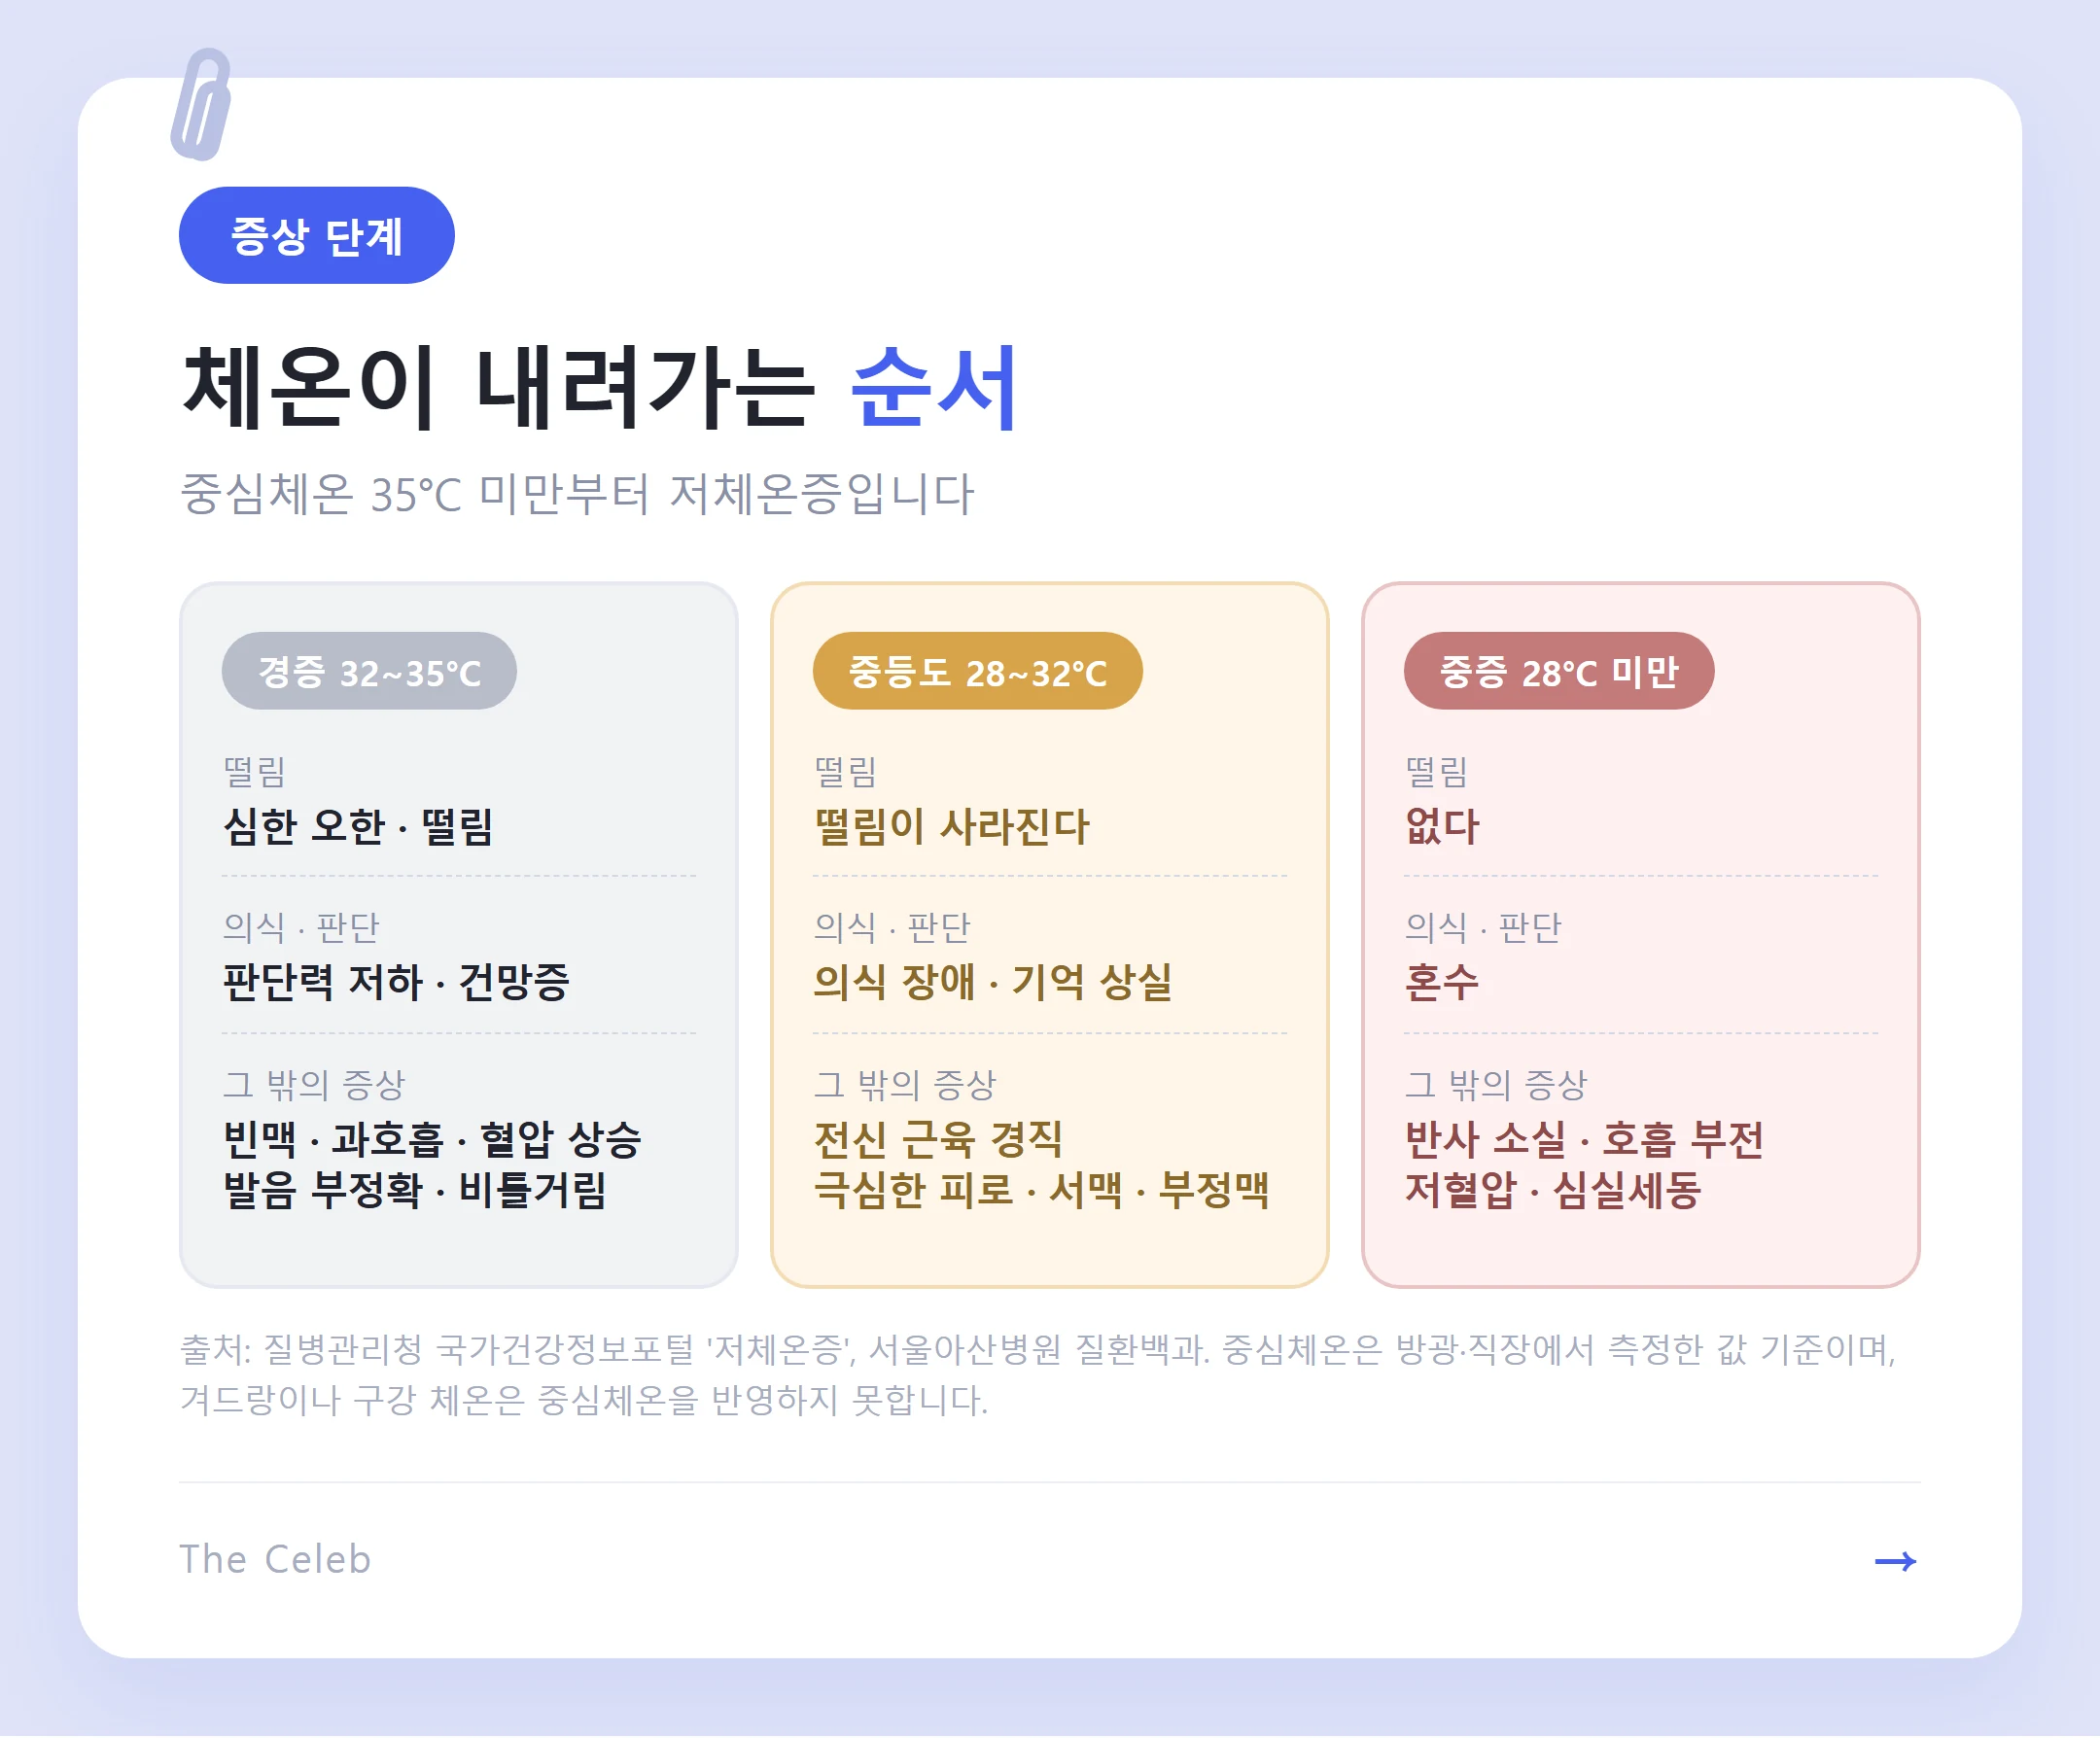 증상 단계
체온이 내려가는 순서
중심체온 35℃ 미만부터 저체온증입니다
경증 32~35℃
떨림
심한 오한 · 떨림
의식 · 판단
판단력 저하 · 건망증
그 밖의 증상
빈맥 · 과호흡 · 혈압 상승
발음 부정확 · 비틀거림
중등도 28~32℃
떨림
떨림이 사라진다
의식 · 판단
의식 장애 · 기억 상실
그 밖의 증상
전신 근육 경직
극심한 피로 · 서맥 · 부정맥
중증 28℃ 미만
떨림
없다
의식 · 판단
혼수
그 밖의 증상
반사 소실 · 호흡 부전
저혈압 · 심실세동
출처: 질병관리청 국가건강정보포털 '저체온증', 서울아산병원 질환백과. 중심체온은 방광·직장에서 측정한 값 기준이며,
겨드랑이나 구강 체온은 중심체온을 반영하지 못합니다.
The Celeb
→